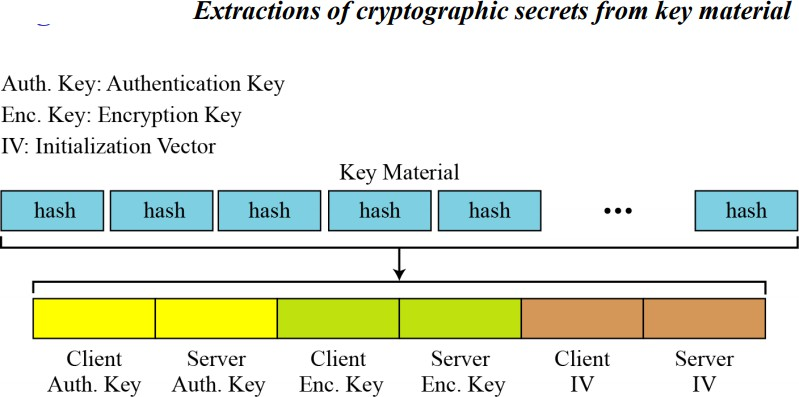 Extractions of cryptographic secrets from key material
Auth. Key: Authentication Key
Enc. Key: Encryption Key
IV: Initialization Vector
Key Material
hash hash hash hash hash ••• hash
Client Server Client Server Client Server
Auth. Key Auth. Key Enc. Key Enc. Key IV IV